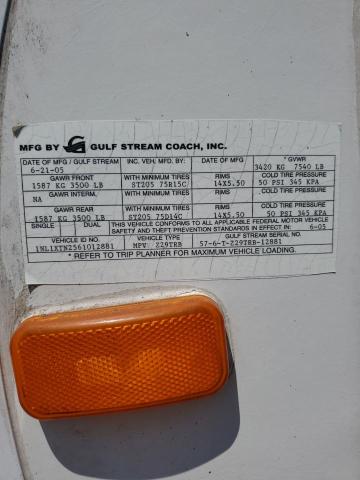 MFG BY GULF STREAM COACH, INC.
DATE OF MFG / GULF STREAM INC. VEH. MFD. BY: DATE OF MFG * GVWR
6-21-05 3420 KG 7540 LB
GAWR FRONT WITH MINIMUM TIRES RIMS COLD TIRE PRESSURE
1587 KG 3500 LB ST205 75R15C 14X5.50 50 PSI 345 KPA
GAWR INTERM. WITH MINIMUM TIRES RIMS COLD TIRE PRESSURE
NA
GAWR REAR WITH MINIMUM TIRES RIMS COLD TIRE PRESSURE
1587 KG 3500 LB ST205 75D14C 14X5.50 50 PSI 345 KPA
SINGLE DUAL THIS VEHICLE CONFORMS TO ALL APPLICABLE FEDERAL MOTOR VEHICLE
SAFETY AND THEFT PREVENTION STANDARDS IN EFFECT IN: 6-05
VEHICLE ID NO. VEHICLE TYPE GULF STREAM SERIAL NO.
1NL1XTN2561012881 MPV: Z29TRB 57-6-T-Z29TRB-12881
* REFER TO TRIP PLANNER FOR MAXIMUM VEHICLE LOADING.